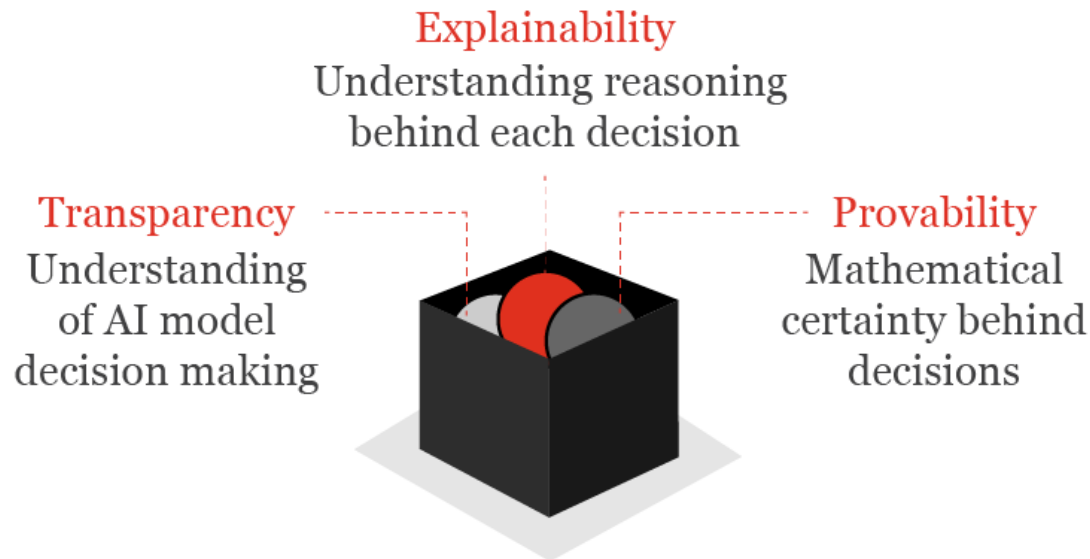 Explainability
Understanding reasoning
behind each decision
Transparency
Understanding
of AI model
decision making
Provability
Mathematical
certainty behind
decisions